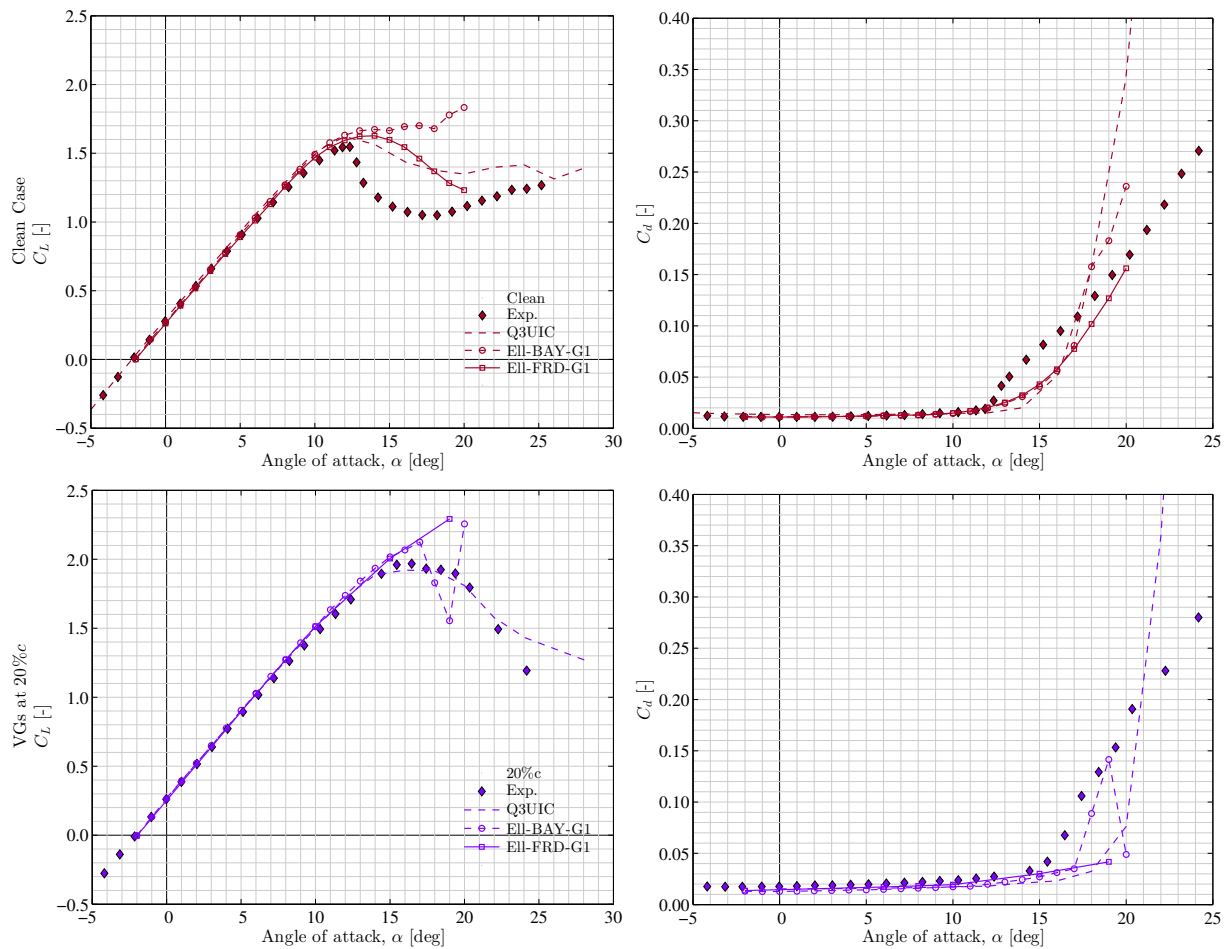 Clean Case
C_L [-]
2.5
2.0
1.5
1.0
0.5
0.0
−0.5
−5 0 5 10 15 20 25 30
Angle of attack, α [deg]
Clean
Exp.
Q3UIC
Ell-BAY-G1
Ell-FRD-G1
C_d [-]
0.40
0.35
0.30
0.25
0.20
0.15
0.10
0.05
0.00
−5 0 5 10 15 20 25
Angle of attack, α [deg]
VGs at 20%c
C_L [-]
2.5
2.0
1.5
1.0
0.5
0.0
−0.5
−5 0 5 10 15 20 25 30
Angle of attack, α [deg]
20%c
Exp.
Q3UIC
Ell-BAY-G1
Ell-FRD-G1
C_d [-]
0.40
0.35
0.30
0.25
0.20
0.15
0.10
0.05
0.00
−5 0 5 10 15 20 25
Angle of attack, α [deg]